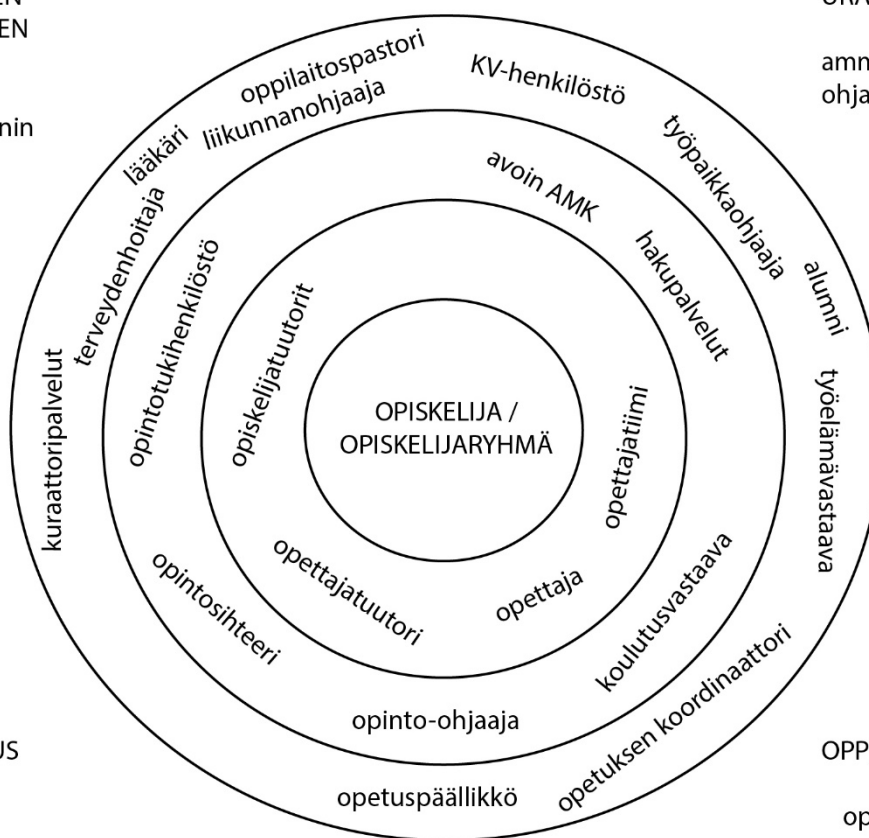 URA
amm
ohja
EN
nin
oppilaitospastori
liikunnanohjaaja
KV-henkilöstö
lääkäri
työpaikkaohjaaja
terveydenhoitaja
avoin AMK
hakupalvelut
alumni
opintotukihenkilöstö
opiskelijatuutorit
kuraattoripalvelut
OPISKELIJA /
OPISKELIJARYHMÄ
opettajatiimi
työelämävastaava
opintosihteeri
opettajatuutori
opettaja
koulutusvastaava
opinto-ohjaaja
opetuksen koordinaattori
opetuspäällikkö
US
OPP
op